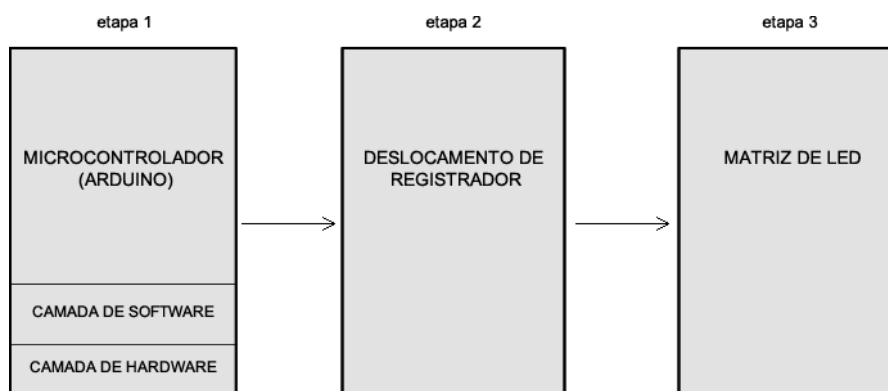 etapa 1
etapa 2
etapa 3
MICROCONTROLADOR
(ARDUINO)
DESLOCAMENTO DE
REGISTRADOR
MATRIZ DE LED
CAMADA DE SOFTWARE
CAMADA DE HARDWARE